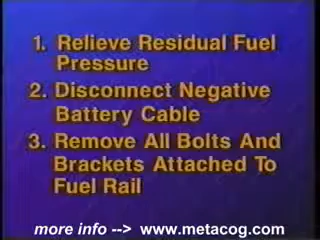 1. Relieve Residual Fuel
Pressure
2. Disconnect Negative
Battery Cable
3. Remove All Bolts And
Brackets Attached To
Fuel Rail
more info --> www.metacog.com